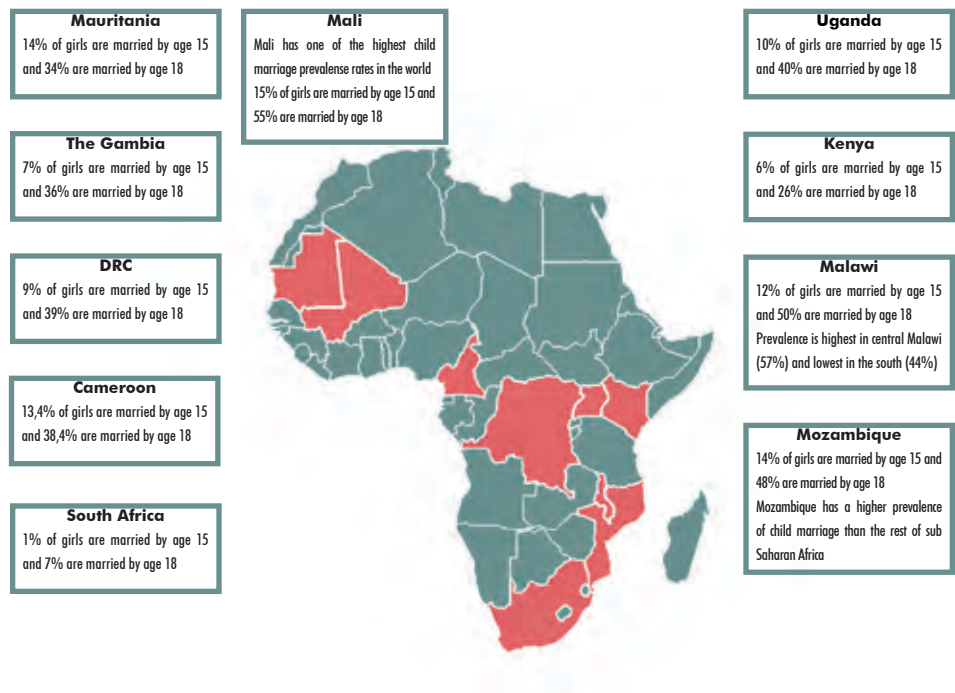 Mauritania
14% of girls are married by age 15
and 34% are married by age 18
Mali
Mali has one of the highest child
marriage prevalense rates in the world
15% of girls are married by age 15 and
55% are married by age 18
Uganda
10% of girls are married by age 15
and 40% are married by age 18
The Gambia
7% of girls are married by age 15
and 36% are married by age 18
Kenya
6% of girls are married by age 15
and 26% are married by age 18
DRC
9% of girls are married by age 15
and 39% are married by age 18
Malawi
12% of girls are married by age 15
and 50% are married by age 18
Prevalence is highest in central Malawi
(57%) and lowest in the south (44%)
Cameroon
13,4% of girls are married by age 15
and 38,4% are married by age 18
Mozambique
14% of girls are married by age 15 and
48% are married by age 18
Mozambique has a higher prevalence
of child marriage than the rest of sub
Saharan Africa
South Africa
1% of girls are married by age 15
and 7% are married by age 18